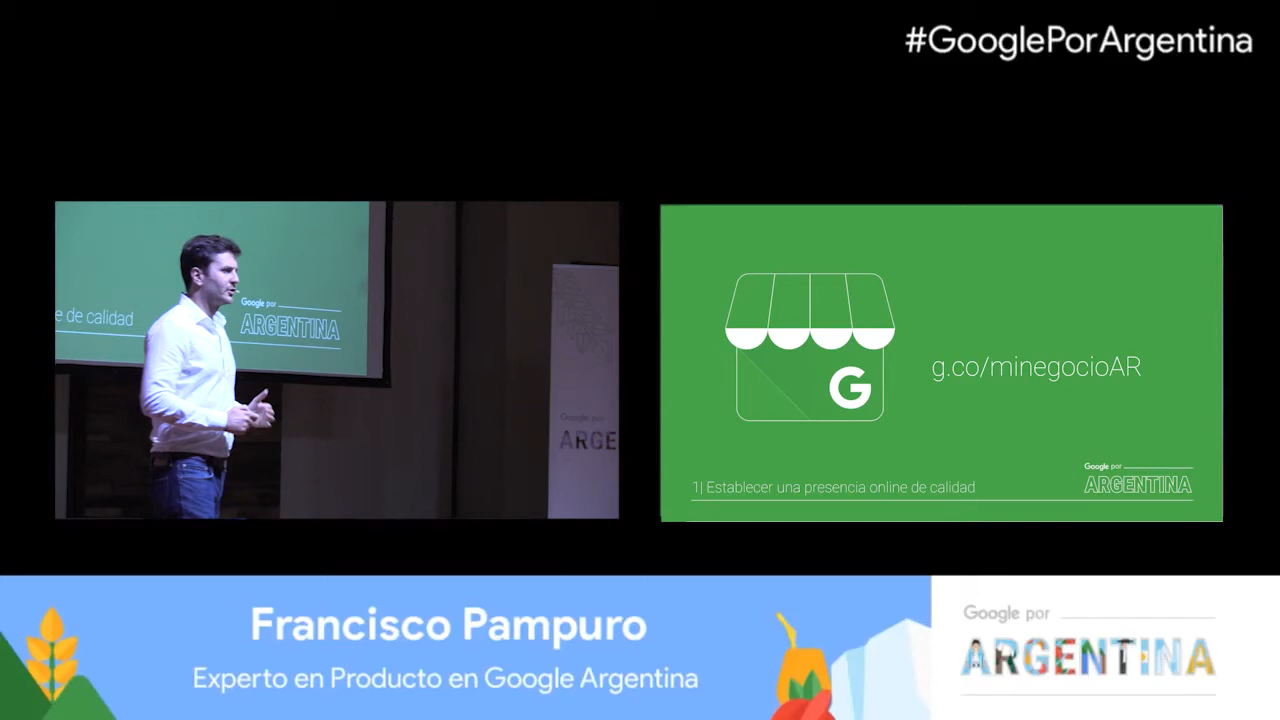 #GooglePorArgentina
e de calidad
Google por
ARGENTINA
Google por
ARGE
G
g.co/minegocioAR
1| Establecer una presencia online de calidad
Google por
ARGENTINA
Francisco Pampuro
Experto en Producto en Google Argentina
Google por
ARGENTINA